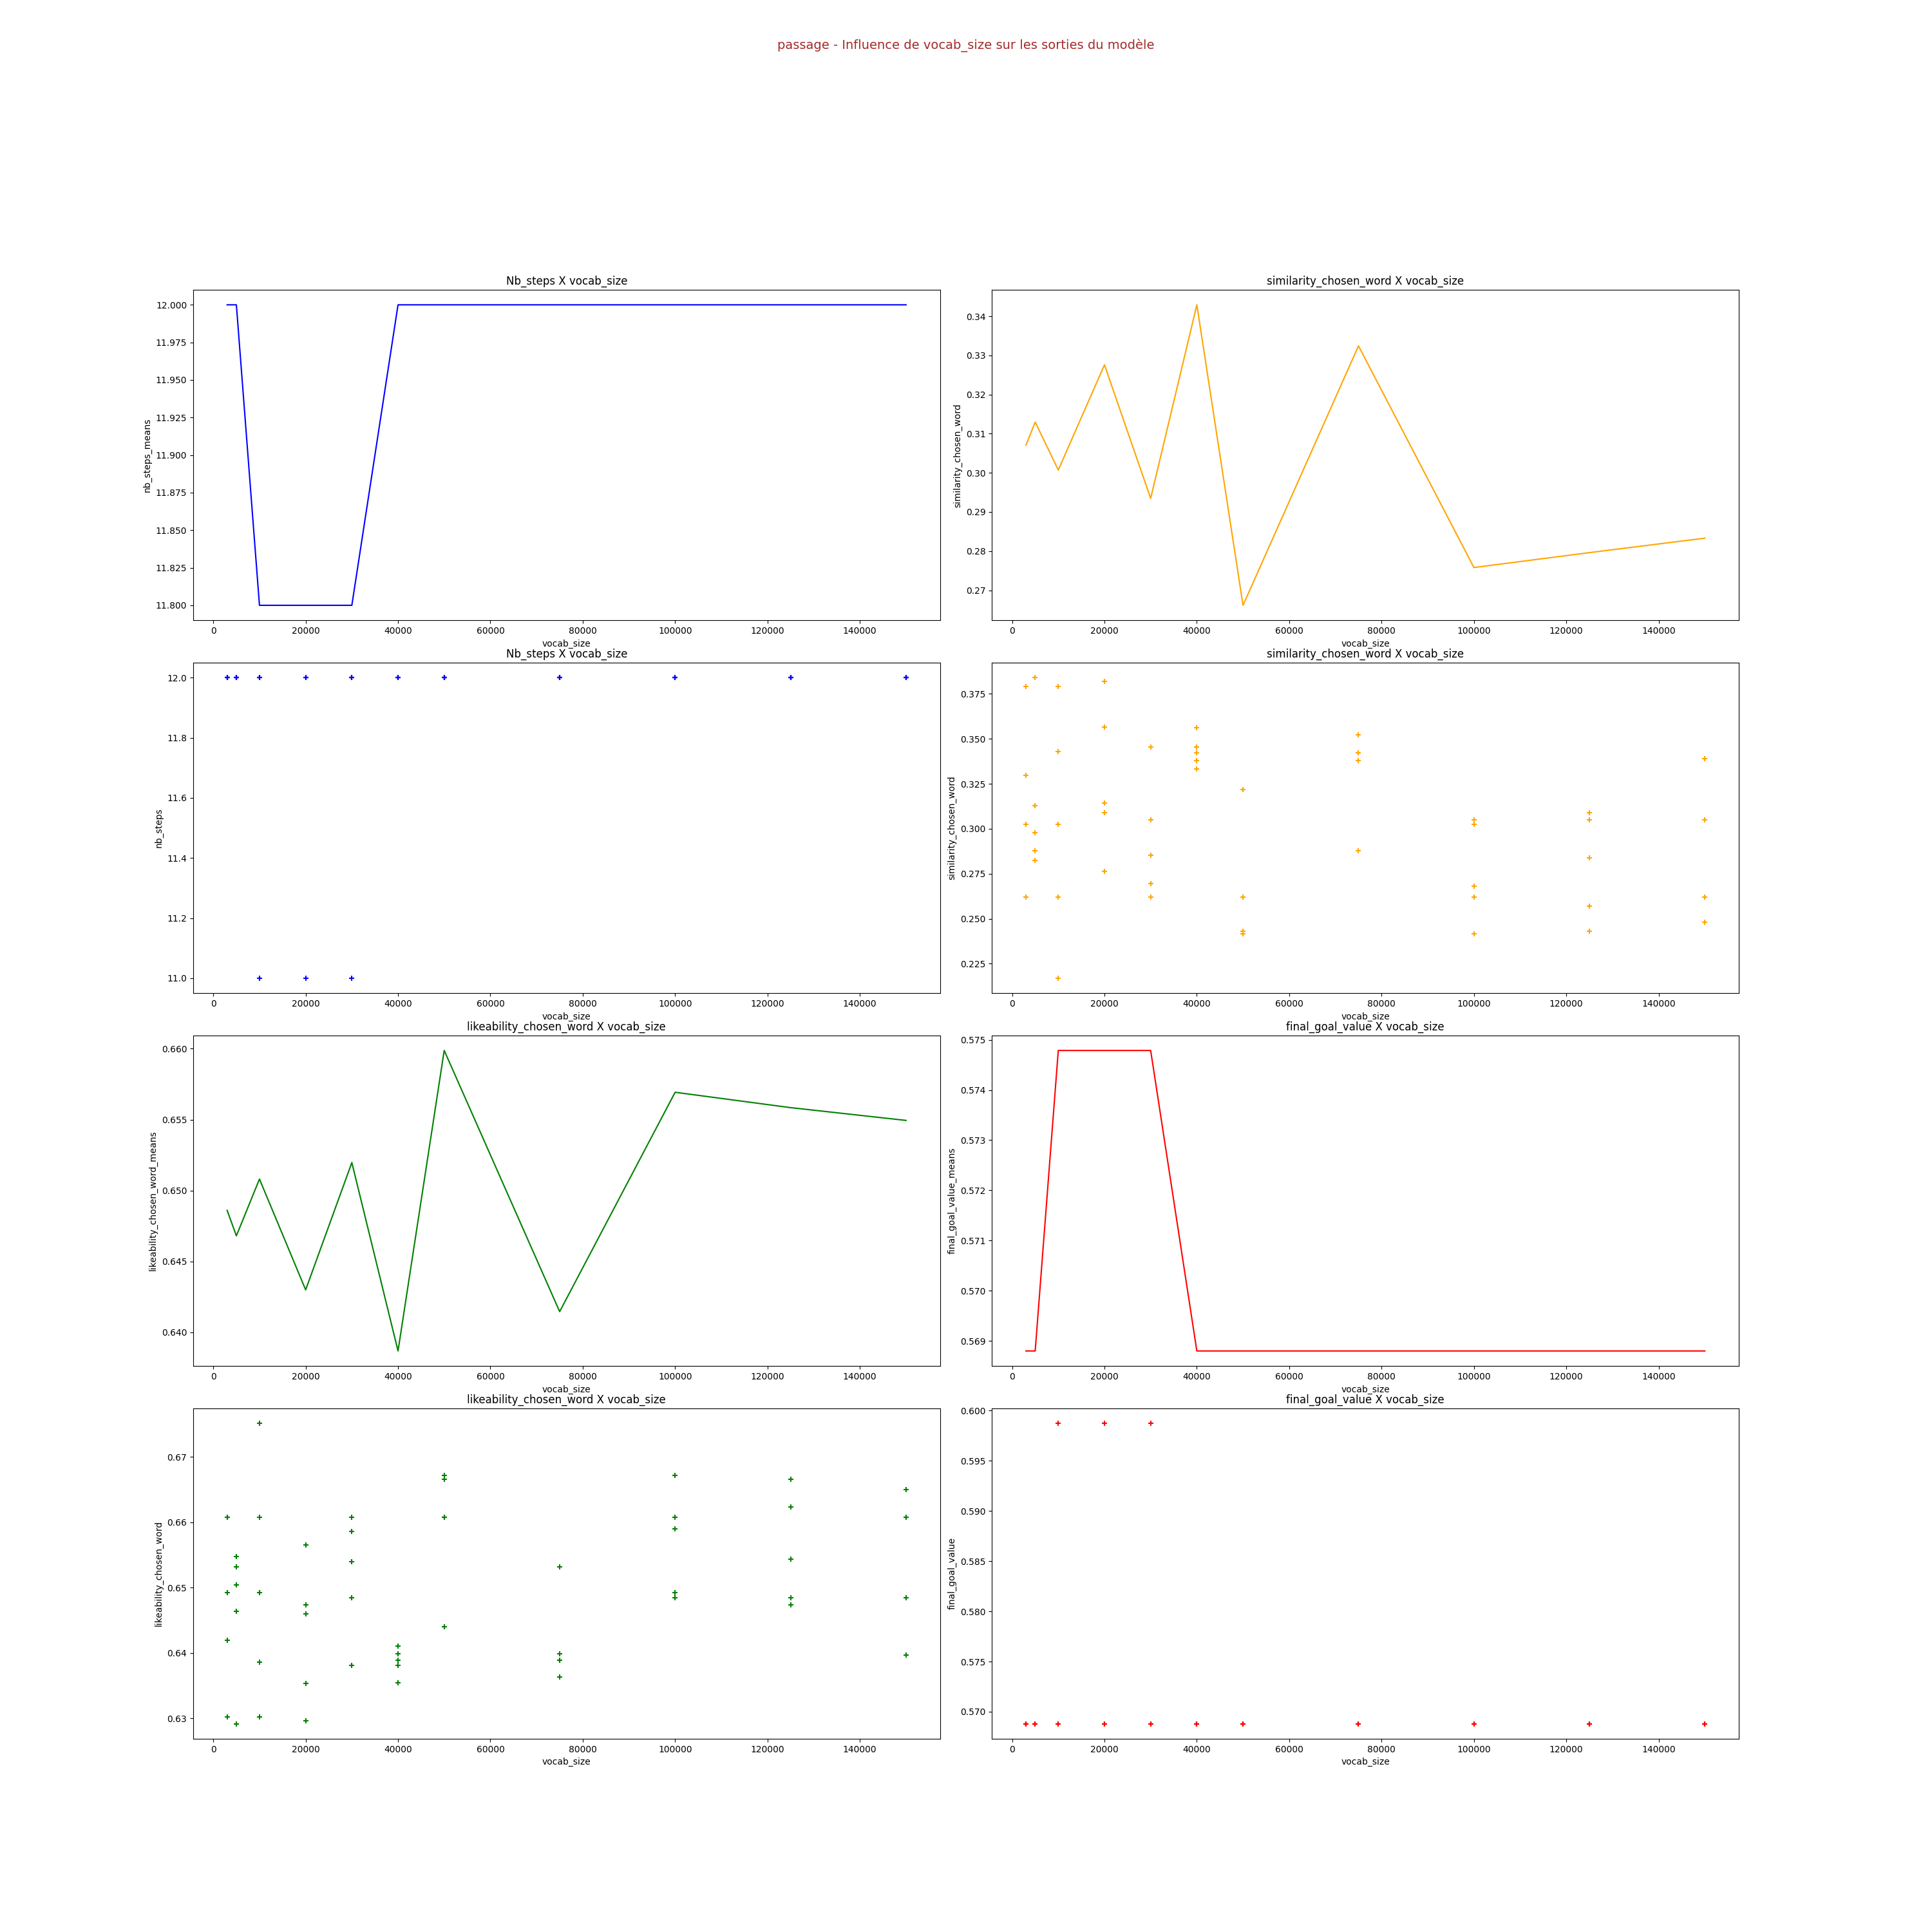 passage - Influence de vocab_size sur les sorties du modèle
Nb_steps X vocab_size
12.000
11.975
11.950
11.925
11.900
11.875
11.850
11.825
11.800
nb_steps_means
0 20000 40000 60000 80000 100000 120000 140000
vocab_size
similarity_chosen_word X vocab_size
0.34
0.33
0.32
0.31
0.30
0.29
0.28
0.27
similarity_chosen_word
0 20000 40000 60000 80000 100000 120000 140000
vocab_size
Nb_steps X vocab_size
12.0
11.8
11.6
11.4
11.2
11.0
nb_steps
0 20000 40000 60000 80000 100000 120000 140000
vocab_size
similarity_chosen_word X vocab_size
0.375
0.350
0.325
0.300
0.275
0.250
0.225
similarity_chosen_word
0 20000 40000 60000 80000 100000 120000 140000
vocab_size
likeability_chosen_word X vocab_size
0.660
0.655
0.650
0.645
0.640
likeability_chosen_word_means
0 20000 40000 60000 80000 100000 120000 140000
vocab_size
final_goal_value X vocab_size
0.575
0.574
0.573
0.572
0.571
0.570
0.569
final_goal_value_means
0 20000 40000 60000 80000 100000 120000 140000
vocab_size
likeability_chosen_word X vocab_size
0.67
0.66
0.65
0.64
0.63
likeability_chosen_word
0 20000 40000 60000 80000 100000 120000 140000
vocab_size
final_goal_value X vocab_size
0.600
0.595
0.590
0.585
0.580
0.575
0.570
final_goal_value
0 20000 40000 60000 80000 100000 120000 140000
vocab_size